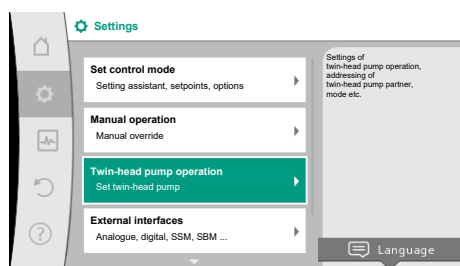 Settings
Set control mode
Setting assistant, setpoints, options
Manual operation
Manual override
Twin-head pump operation
Set twin-head pump
External interfaces
Analogue, digital, SSM, SBM ...
Settings of
twin-head pump operation,
addressing of
twin-head pump partner,
mode etc.
Language